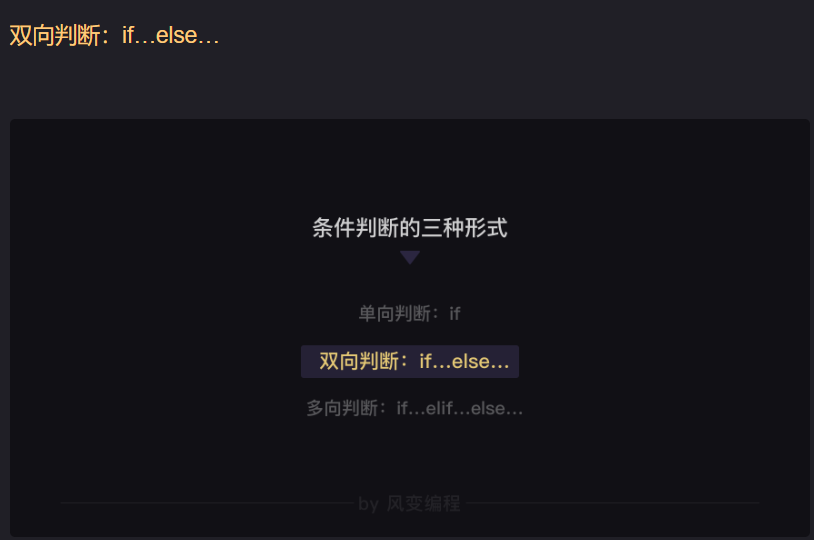 双向判断：if…else…
条件判断的三种形式
单向判断：if
双向判断：if…else…
多向判断：if…elif…else…
by 风变编程